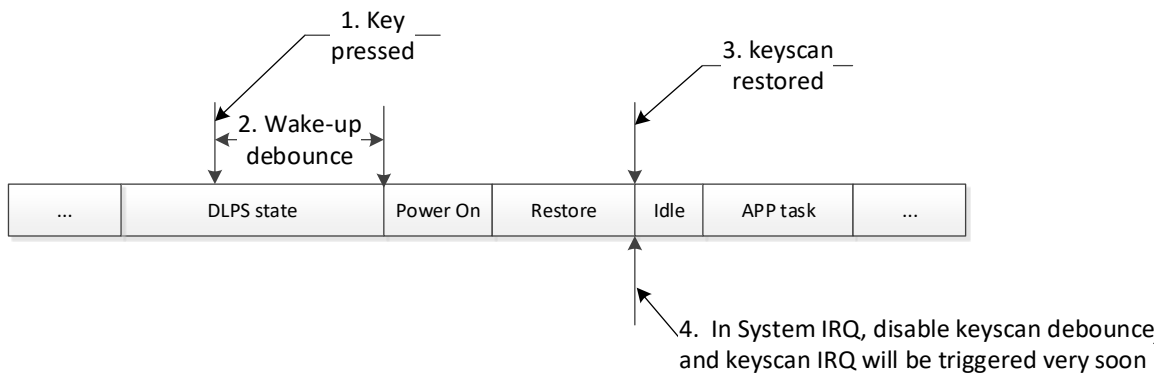 1. Key
pressed
2. Wake-up
debounce
3. keyscan
restored
... DLPS state Power On Restore Idle APP task ...
4. In System IRQ, disable keyscan debounce,
and keyscan IRQ will be triggered very soon